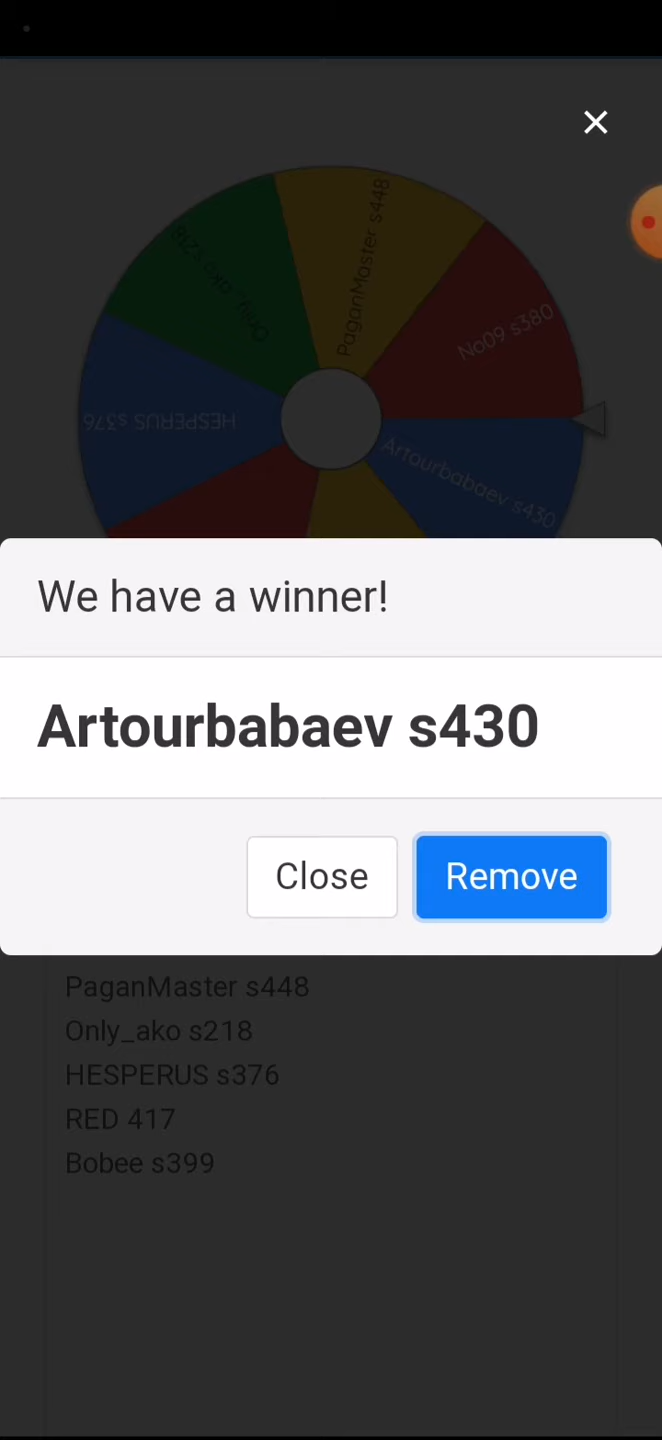 Only_ako s218
PaganMaster s448
No09 s380
HESPERUS s376
Artourbabaev s430
We have a winner!
Artourbabaev s430
Close
Remove
PaganMaster s448
Only_ako s218
HESPERUS s376
RED 417
Bobee s399